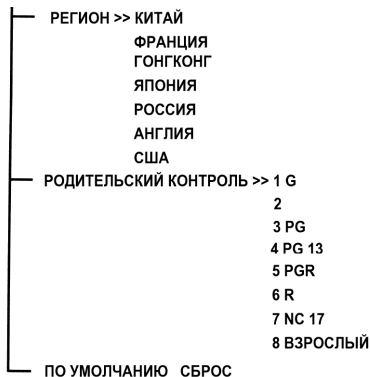 РЕГИОН >> КИТАЙ
ФРАНЦИЯ
ГОНГКОНГ
ЯПОНИЯ
РОССИЯ
АНГЛИЯ
США
РОДИТЕЛЬСКИЙ КОНТРОЛЬ >> 1 G
2
3 PG
4 PG 13
5 PGR
6 R
7 NC 17
8 ВЗРОСЛЫЙ
ПО УМОЛЧАНИЮ СБРОС